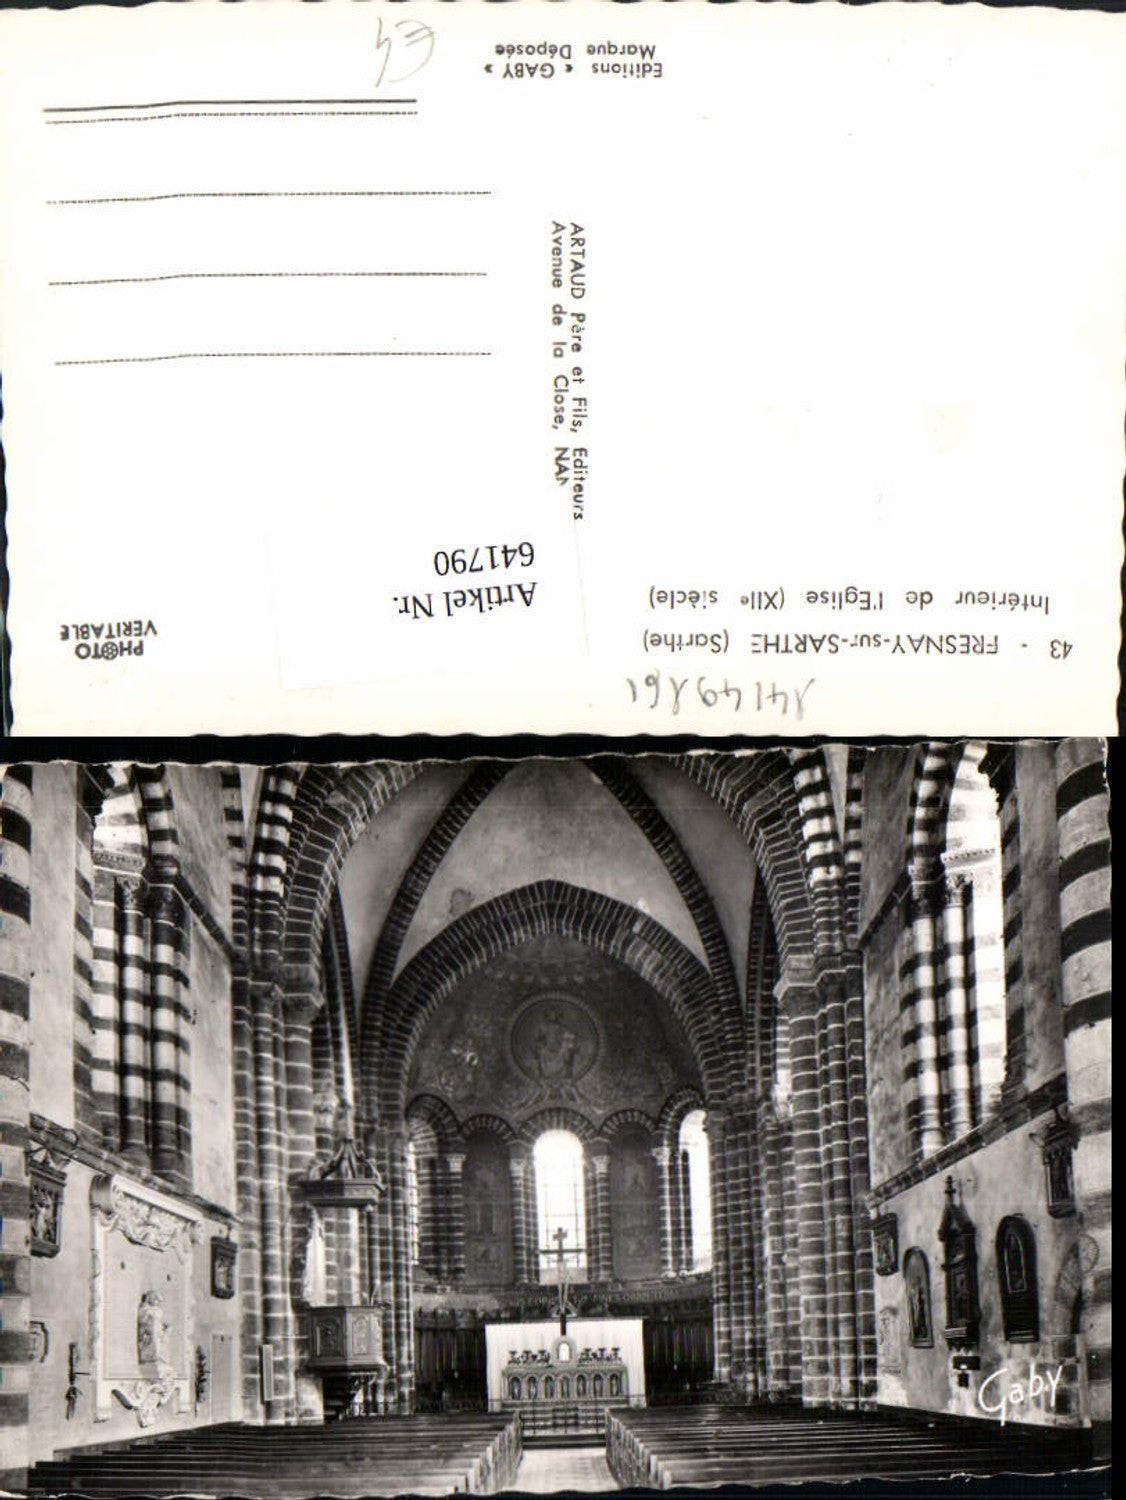 43 - FRESNAY-sur-SARTHE (Sarthe)
Intérieur de l'Eglise (XIIe siècle)
ARTAUD Père et Fils, Editeurs
Avenue de la Close, NAN
Editions « GABY »
Marque Déposée
PHOTO
VERITABLE
Artikel Nr.
641790
Gaby